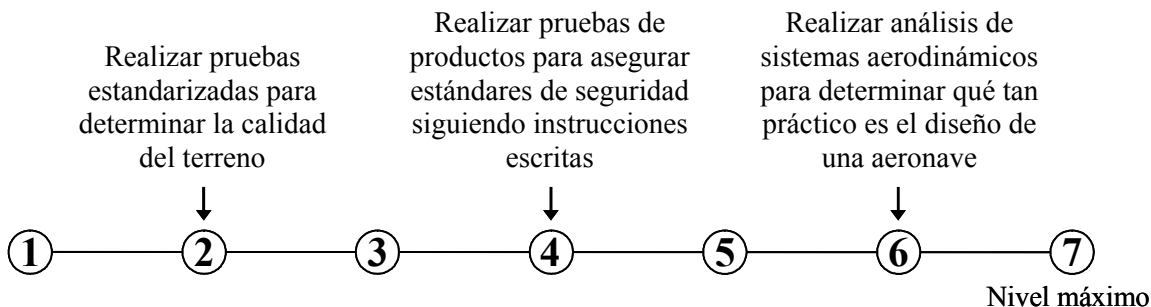 Realizar pruebas
estandarizadas para
determinar la calidad
del terreno
Realizar pruebas de
productos para asegurar
estándares de seguridad
siguiendo instrucciones
escritas
Realizar análisis de
sistemas aerodinámicos
para determinar qué tan
práctico es el diseño de
una aeronave
1 2 3 4 5 6 7
Nivel máximo